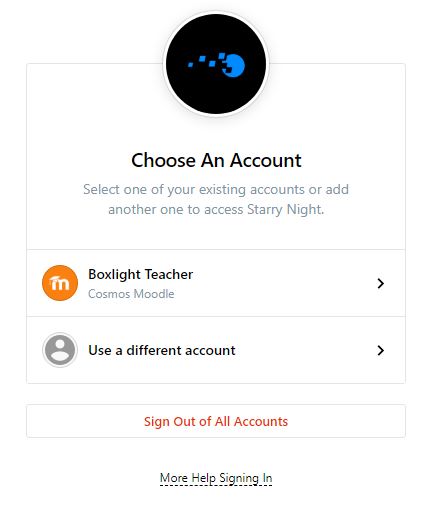 Choose An Account
Select one of your existing accounts or add
another one to access Starry Night.
m
Boxlight Teacher
Cosmos Moodle
Use a different account
Sign Out of All Accounts
More Help Signing In